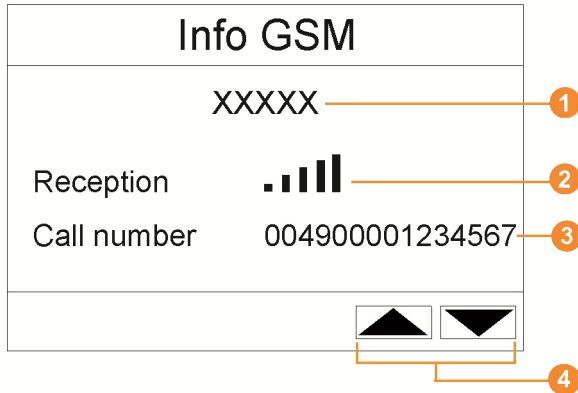 Info GSM
XXXXX
1
Reception
2
Call number 004900001234567
3
4